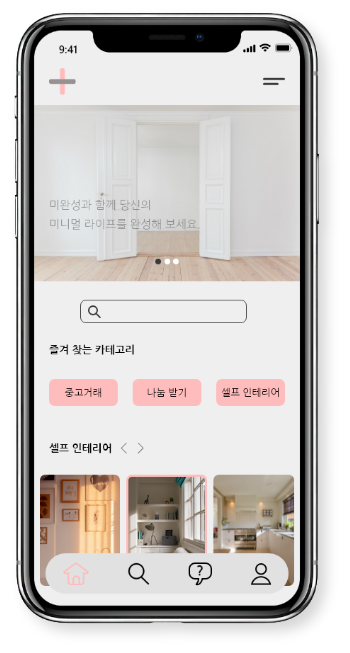 9:41
미완성과 함께 당신의
미니멀 라이프를 완성해 보세요.
즐겨 찾는 카테고리
중고거래 나눔 받기 셀프 인테리어
셀프 인테리어
?